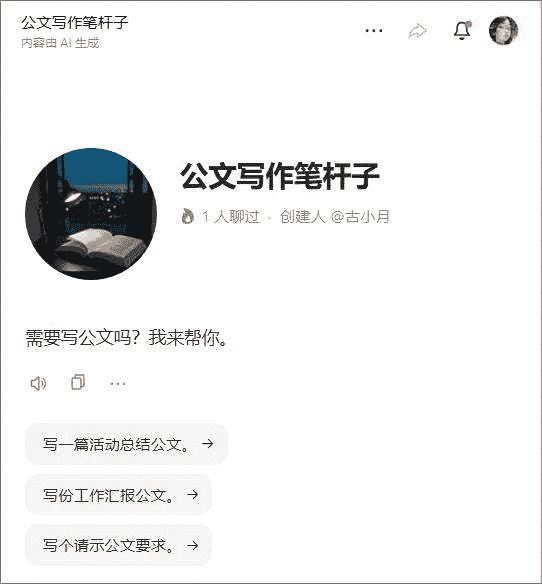 公文写作笔杆子
内容由 AI 生成
公文写作笔杆子
1 人聊过 · 创建人 @古小月
需要写公文吗？我来帮你。
写一篇活动总结公文。 →
写份工作汇报公文。 →
写个请示公文要求。 →